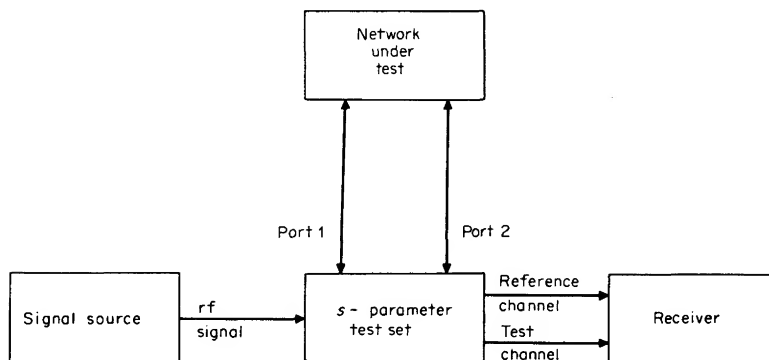 Network
under
test
Port 1
Port 2
Signal source
rf
signal
s - parameter
test set
Reference
channel
Test
channel
Receiver